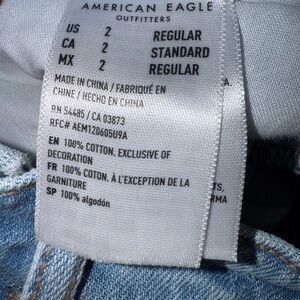 AMERICAN EAGLE
OUTFITTERS
US 2 REGULAR
CA 2 STANDARD
MX 2 REGULAR
MADE IN CHINA / FABRIQUÉ EN
CHINE / HECHO EN CHINA
RN 54485 / CA 03873
RFC# AEM120605U9A
EN 100% COTTON. EXCLUSIVE OF
DECORATION
FR 100% COTON. À L'EXCEPTION DE LA
GARNITURE
SP 100% algodón
TS,
RMA